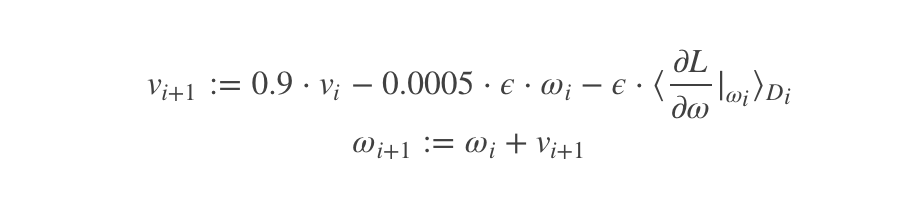 v_{i+1} := 0.9 · v_i − 0.0005 · ϵ · ω_i − ϵ · ⟨ ∂L/∂ω |_{ω_i} ⟩_{D_i}
ω_{i+1} := ω_i + v_{i+1}